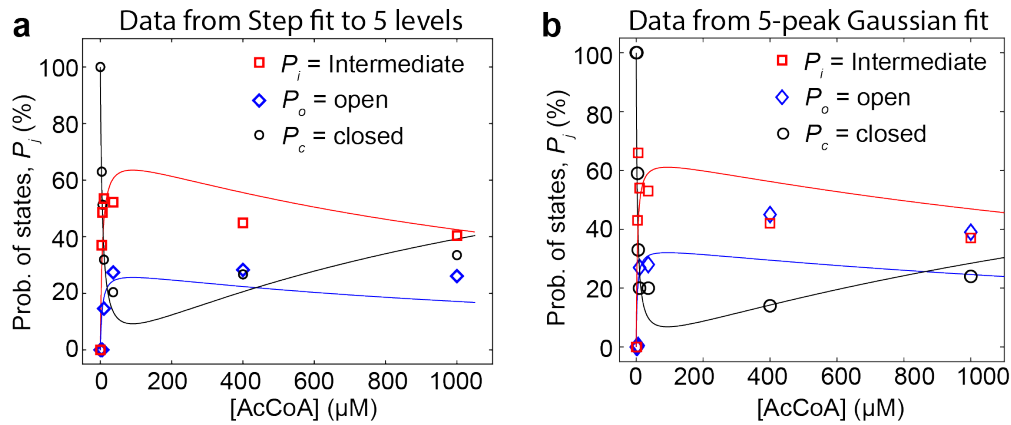 a Data from Step fit to 5 levels
Prob. of states, P_j (%)
100
80
60
40
20
0
P_i = Intermediate
P_o = open
P_c = closed
0 200 400 600 800 1000
[AcCoA] (µM)
b Data from 5-peak Gaussian fit
Prob. of states, P_j (%)
100
80
60
40
20
0
P_i = Intermediate
P_o = open
P_c = closed
0 200 400 600 800 1000
[AcCoA] (µM)